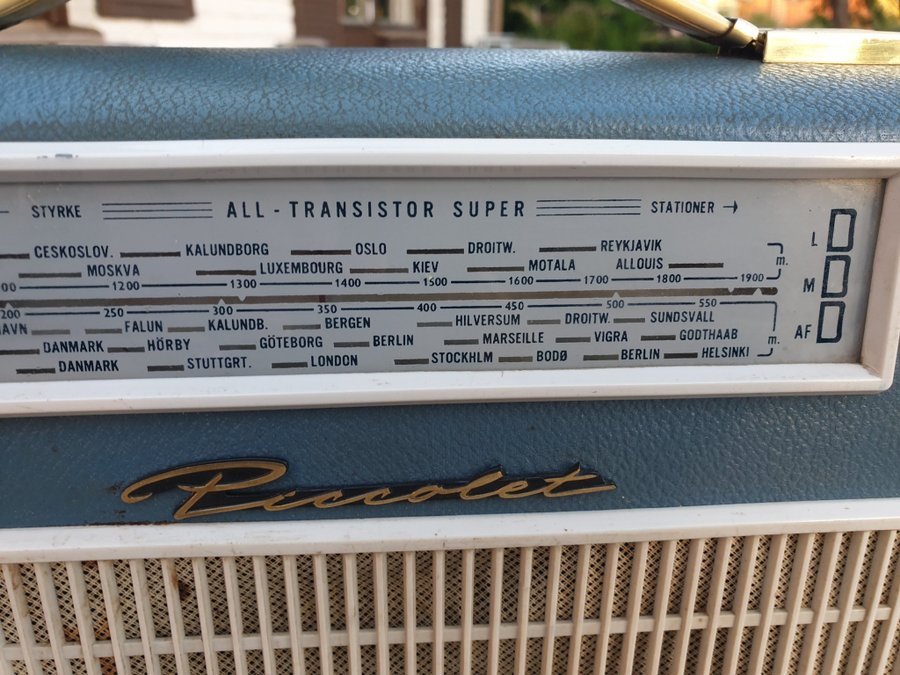 STYRKE ALL-TRANSISTOR SUPER STATIONER →
L
CESKOSLOV. KALUNDBORG OSLO DROITW. REYKJAVIK
MOSKVA LUXEMBOURG KIEV MOTALA ALLOUIS m.
1200 1300 1400 1500 1600 1700 1800 1900
M
200 250 300 350 400 450 500 550
FALUN KALUNDB. BERGEN HILVERSUM DROITW. SUNDSVALL
AF
DANMARK HÖRBY GÖTEBORG BERLIN MARSEILLE VIGRA GODTHAAB m.
DANMARK STUTTGRT. LONDON STOCKHLM BODØ BERLIN HELSINKI
Piccolet